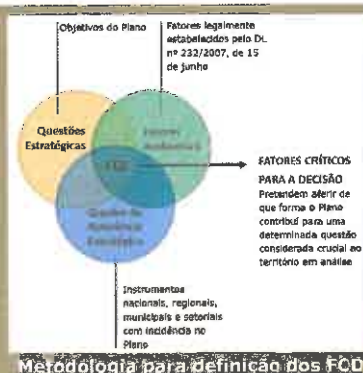 Objetivos do Plano
Fatores legalmente
estabelecidos pelo DL
nº 232/2007, de 15
de junho
Questões
Estratégicas
Fatores
Ambientais
FCD
Quadro de
Referência
Estratégico
FATORES CRÍTICOS
PARA A DECISÃO
Pretendem aferir de
que forma o Plano
contribui para uma
determinada questão
considerada crucial ao
território em análise
Instrumentos
nacionais, regionais,
municipais e setoriais
com incidência no
Plano
Metodologia para definição dos FCD